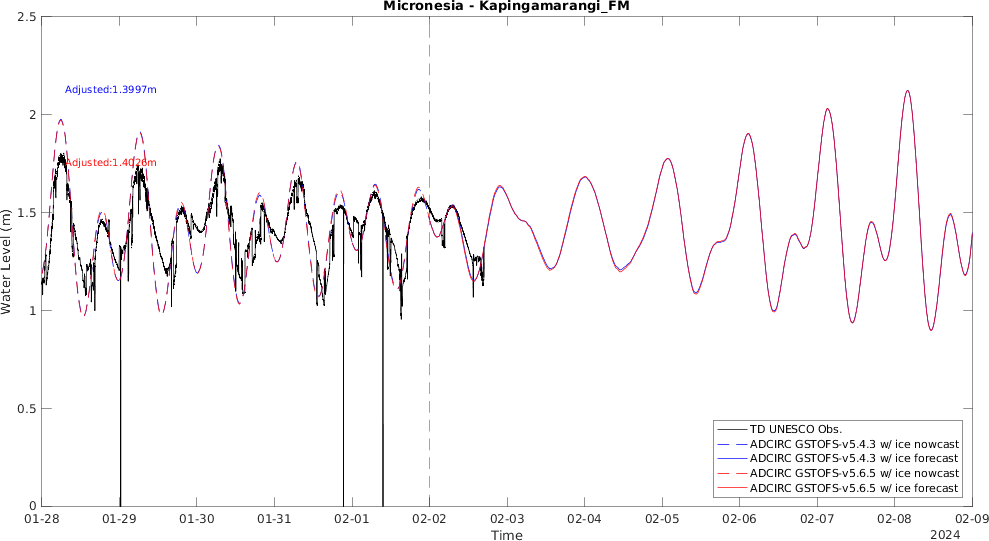 Micronesia - Kapingamarangi_FM
2.5
2
1.5
1
0.5
0
Water Level (m)
Adjusted:1.3997m
Adjusted:1.4026m
TD UNESCO Obs.
ADCIRC GSTOFS-v5.4.3 w/ ice nowcast
ADCIRC GSTOFS-v5.4.3 w/ ice forecast
ADCIRC GSTOFS-v5.6.5 w/ ice nowcast
ADCIRC GSTOFS-v5.6.5 w/ ice forecast
01-28 01-29 01-30 01-31 02-01 02-02 02-03 02-04 02-05 02-06 02-07 02-08 02-09
Time
2024